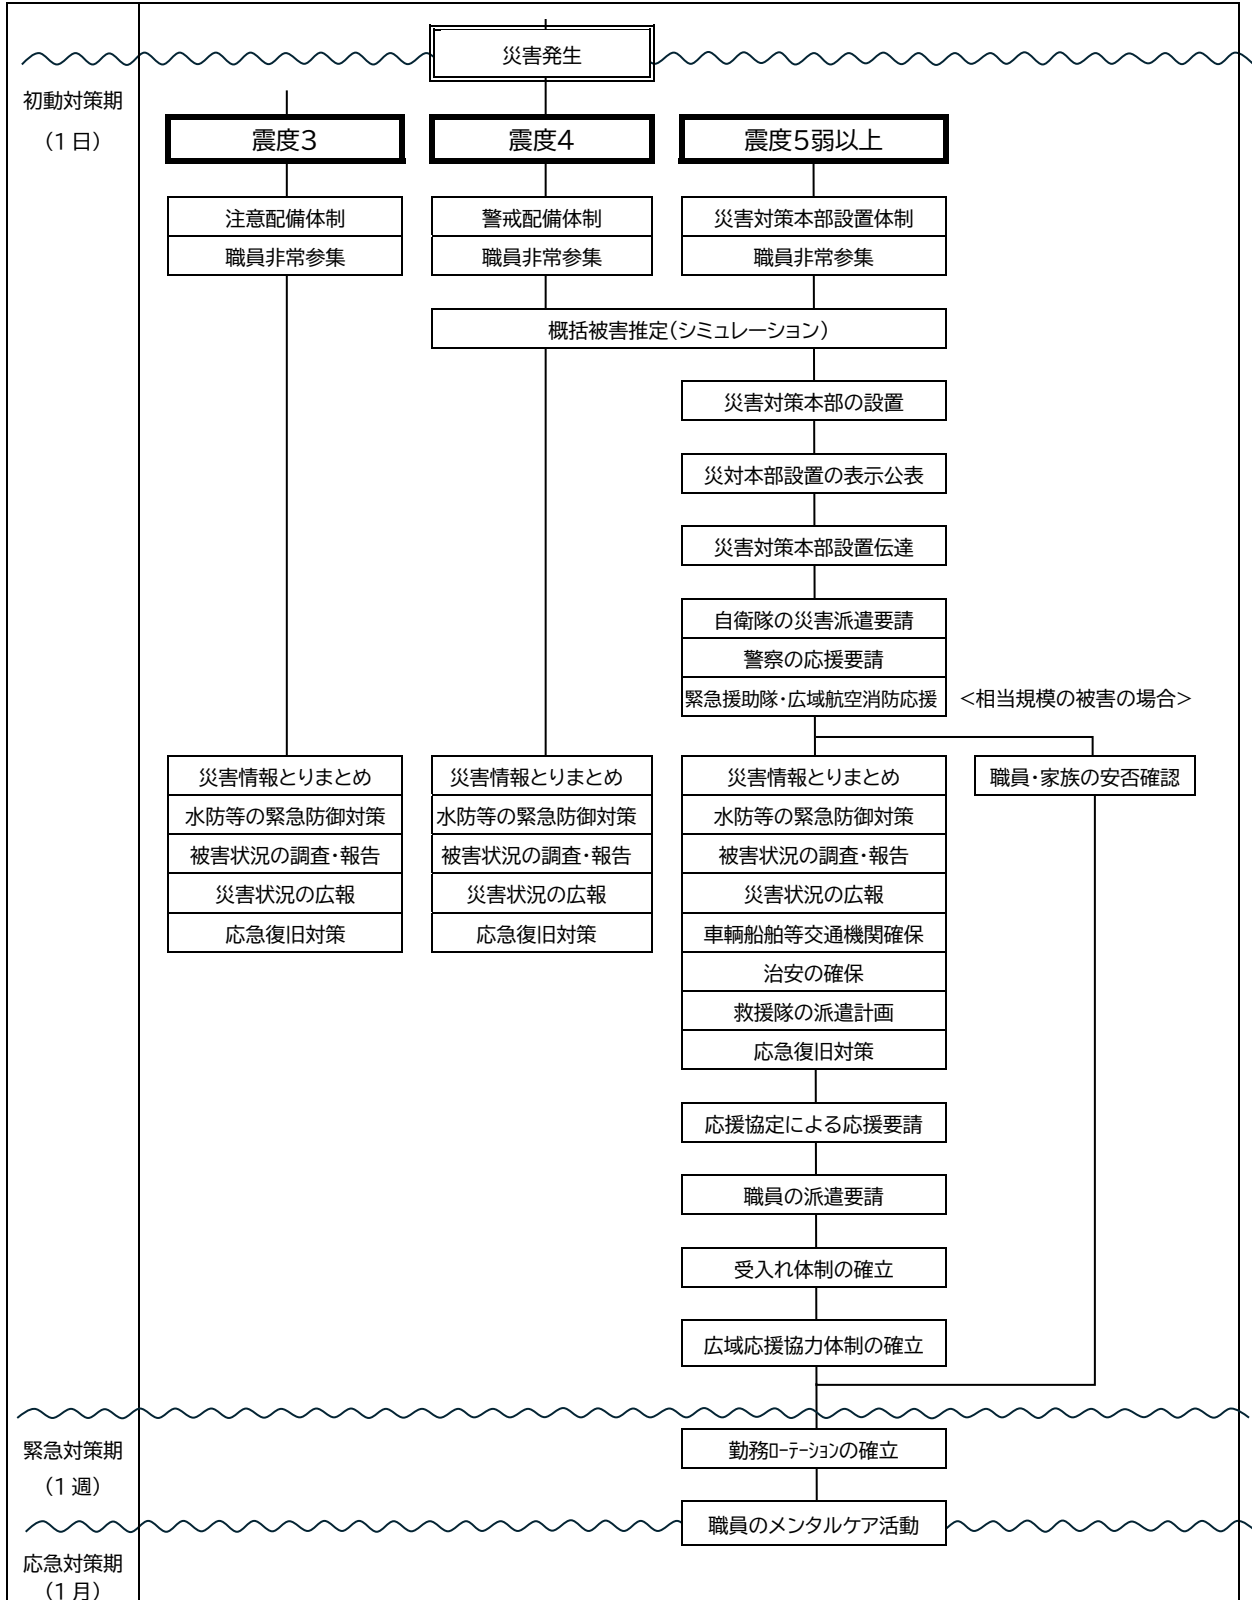 災害発生
初動対策期
（1日）
震度3
震度4
震度5弱以上
注意配備体制
職員非常参集
警戒配備体制
職員非常参集
災害対策本部設置体制
職員非常参集
概括被害推定（シミュレーション）
災害対策本部の設置
災対本部設置の表示公表
災害対策本部設置伝達
自衛隊の災害派遣要請
警察の応援要請
緊急援助隊・広域航空消防応援
<相当規模の被害の場合>
災害情報とりまとめ
水防等の緊急防御対策
被害状況の調査・報告
災害状況の広報
応急復旧対策
災害情報とりまとめ
水防等の緊急防御対策
被害状況の調査・報告
災害状況の広報
応急復旧対策
災害情報とりまとめ
水防等の緊急防御対策
被害状況の調査・報告
災害状況の広報
車輌船舶等交通機関確保
治安の確保
救援隊の派遣計画
応急復旧対策
職員・家族の安否確認
応援協定による応援要請
職員の派遣要請
受入れ体制の確立
広域応援協力体制の確立
緊急対策期
（1週）
勤務ﾛｰﾃｰｼｮﾝの確立
職員のメンタルケア活動
応急対策期
（1月）